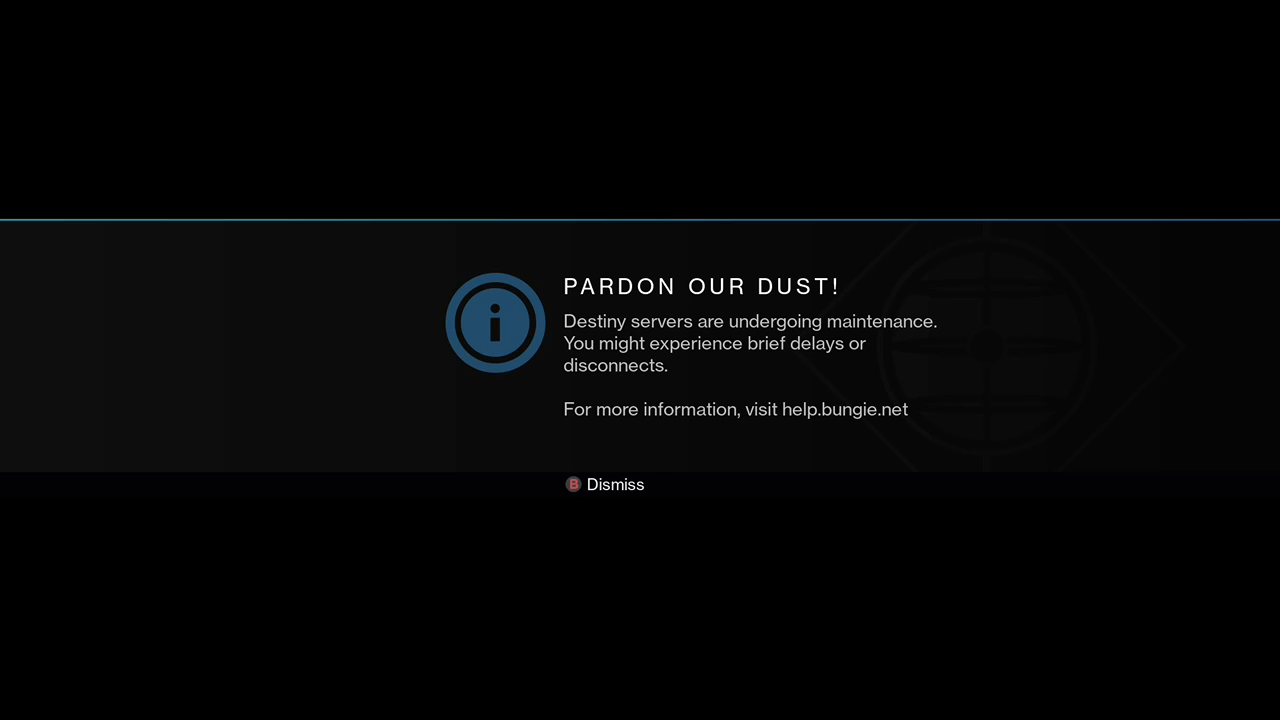 PARDON OUR DUST!
Destiny servers are undergoing maintenance.
You might experience brief delays or
disconnects.
For more information, visit help.bungie.net
B Dismiss